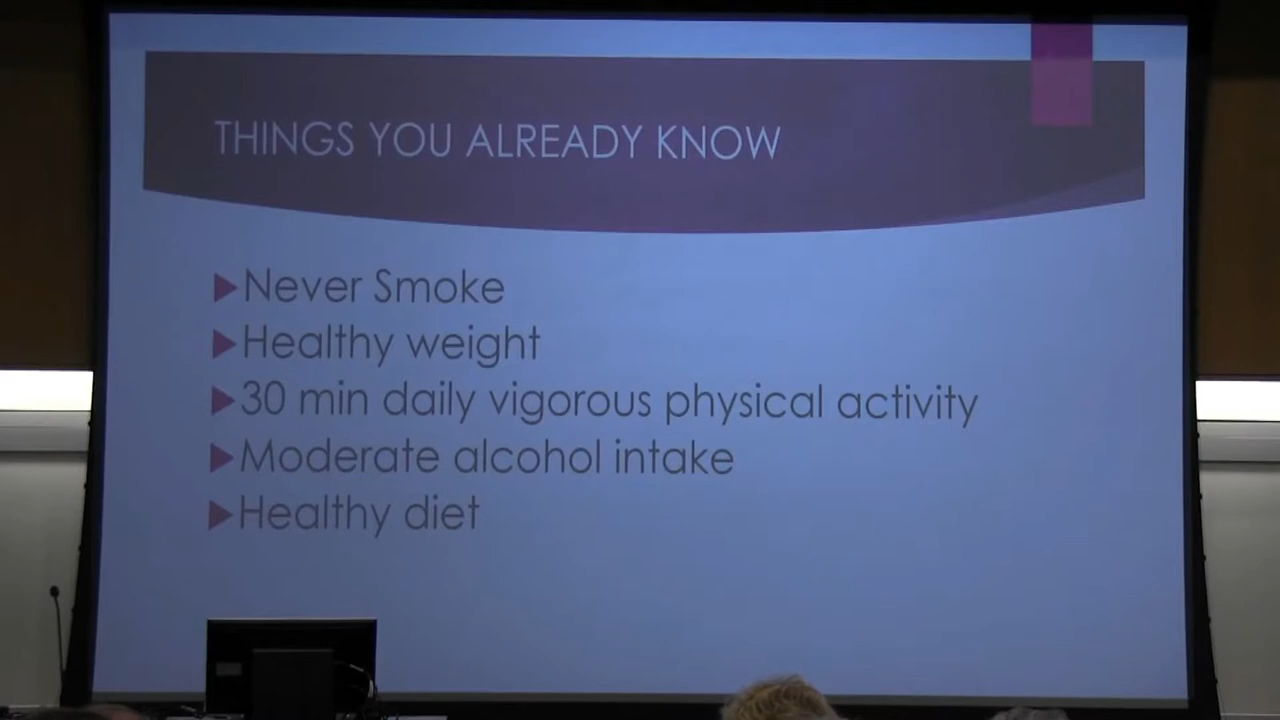 THINGS YOU ALREADY KNOW
Never Smoke
Healthy weight
30 min daily vigorous physical activity
Moderate alcohol intake
Healthy diet